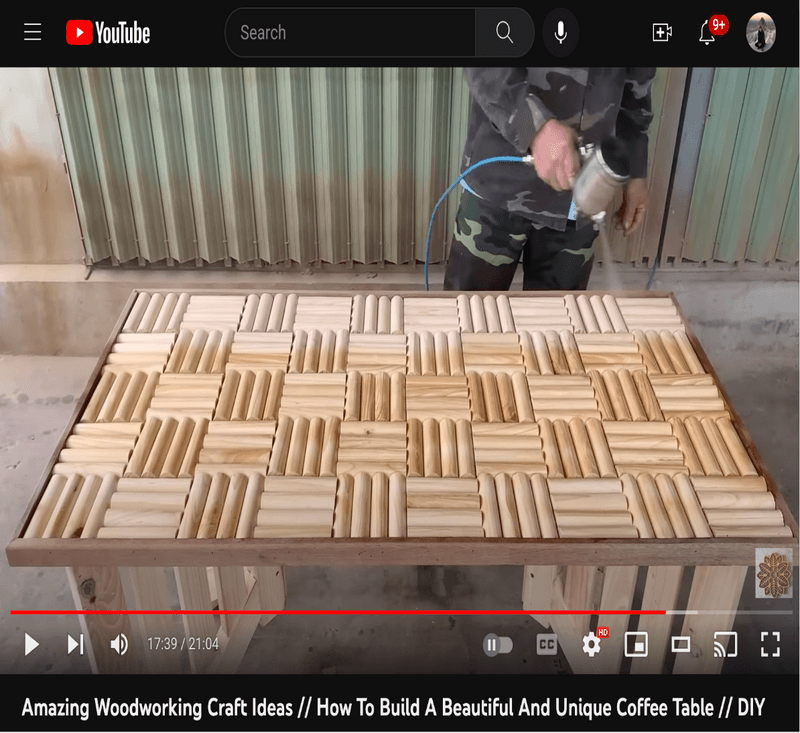 YouTube
Search
9+
17:39 / 21:04
CC
HD
Amazing Woodworking Craft Ideas // How To Build A Beautiful And Unique Coffee Table // DIY